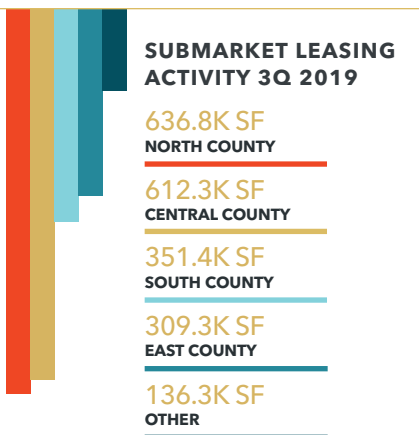 SUBMARKET LEASING
ACTIVITY 3Q 2019
636.8K SF
NORTH COUNTY
612.3K SF
CENTRAL COUNTY
351.4K SF
SOUTH COUNTY
309.3K SF
EAST COUNTY
136.3K SF
OTHER